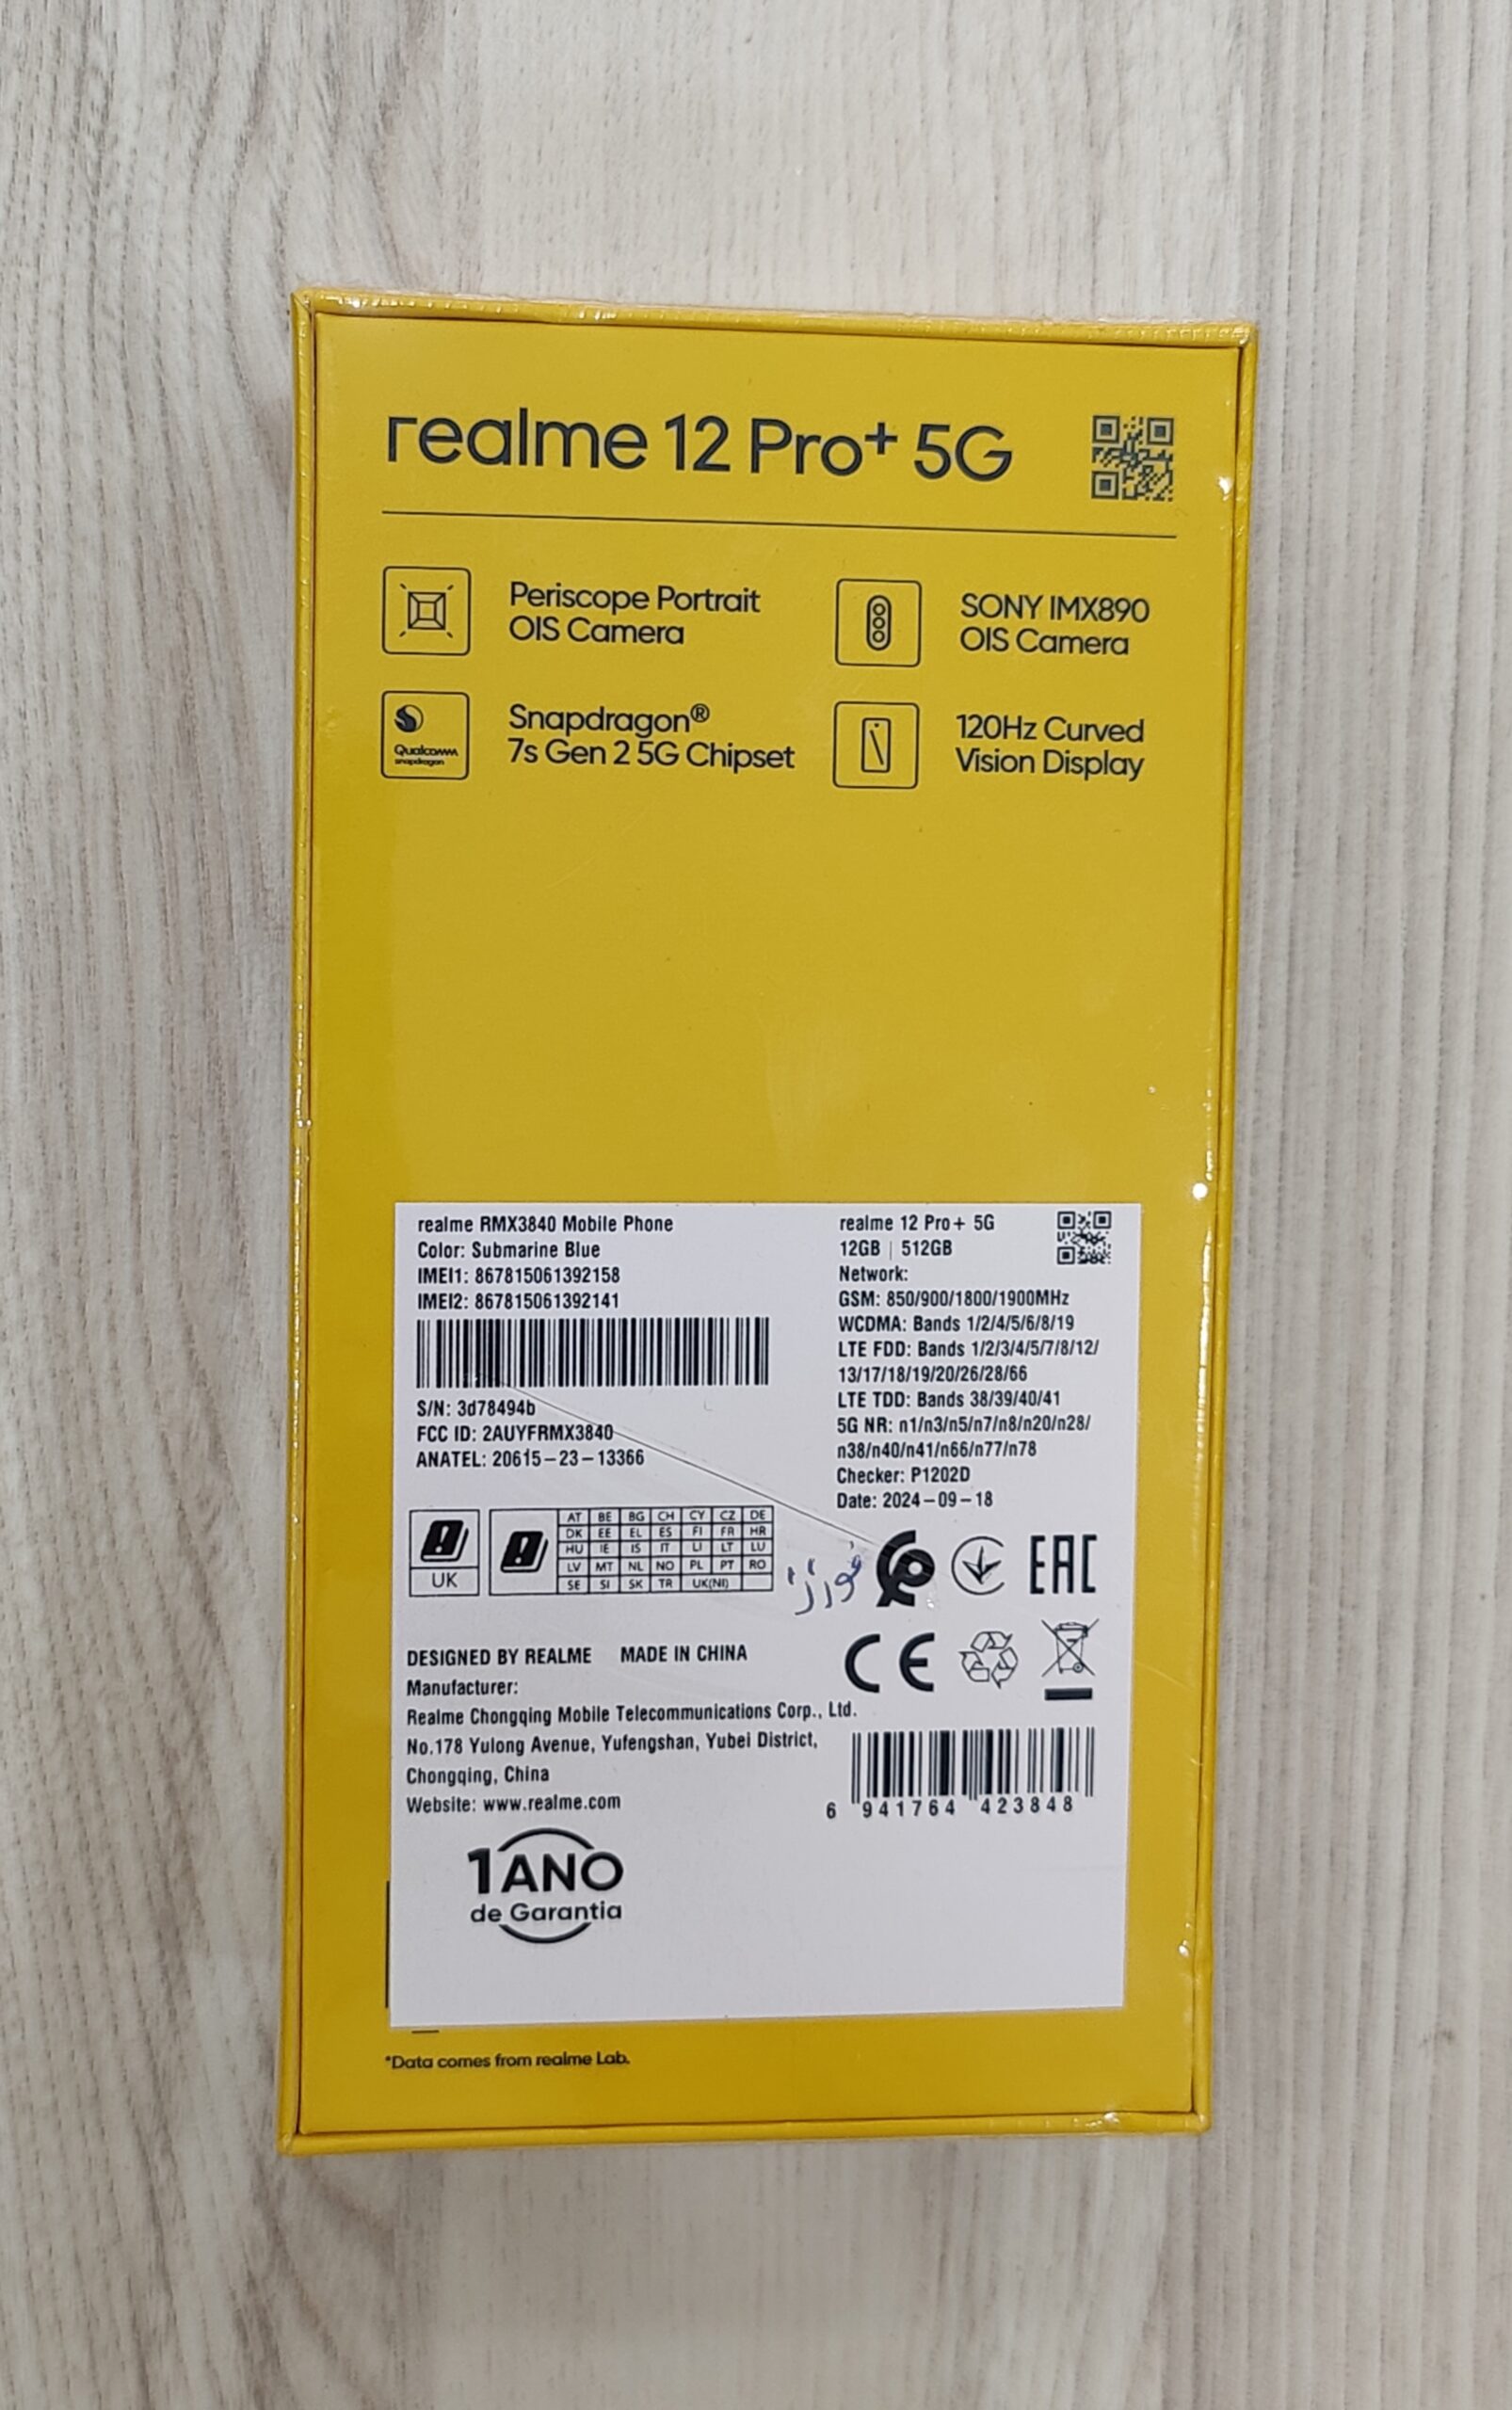 realme 12 Pro+ 5G
Periscope Portrait
OIS Camera
SONY IMX890
OIS Camera
Qualcomm
snapdragon
Snapdragon®
7s Gen 2 5G Chipset
120Hz Curved
Vision Display
realme RMX3840 Mobile Phone
Color: Submarine Blue
IMEI1: 867815061392158
IMEI2: 867815061392141
S/N: 3d78494b
FCC ID: 2AUYFRMX3840
ANATEL: 20615-23-13366
realme 12 Pro+ 5G
12GB | 512GB
Network:
GSM: 850/900/1800/1900MHz
WCDMA: Bands 1/2/4/5/6/8/19
LTE FDD: Bands 1/2/3/4/5/7/8/12/
13/17/18/19/20/26/28/66
LTE TDD: Bands 38/39/40/41
5G NR: n1/n3/n5/n7/n8/n20/n28/
n38/n40/n41/n66/n77/n78
Checker: P1202D
Date: 2024-09-18
UK
AT BE BG CH CY CZ DE
DK EE EL ES FI FR HR
HU IE IS IT LI LT LU
LV MT NL NO PL PT RO
SE SI SK TR UK(NI)
EAC
CE
DESIGNED BY REALME MADE IN CHINA
Manufacturer:
Realme Chongqing Mobile Telecommunications Corp., Ltd.
No.178 Yulong Avenue, Yufengshan, Yubei District,
Chongqing, China
Website: www.realme.com
6 941764 423848
1 ANO
de Garantia
*Data comes from realme Lab.